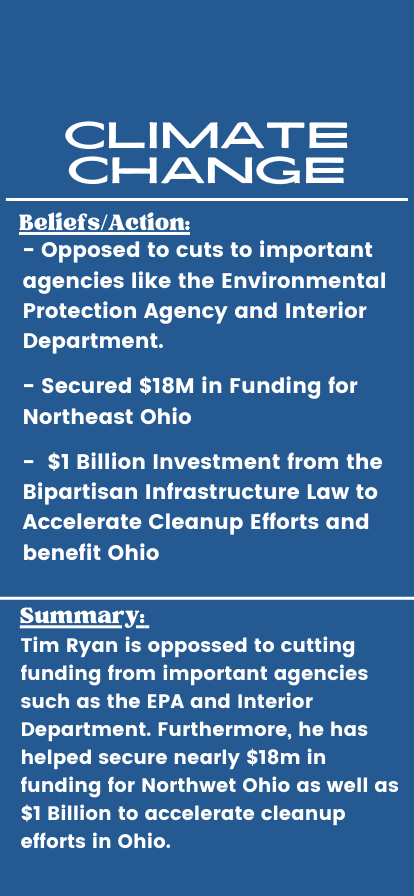 CLIMATE
CHANGE
Beliefs/Action:
- Opposed to cuts to important
agencies like the Environmental
Protection Agency and Interior
Department.
- Secured $18M in Funding for
Northeast Ohio
- $1 Billion Investment from the
Bipartisan Infrastructure Law to
Accelerate Cleanup Efforts and
benefit Ohio
Summary:
Tim Ryan is oppossed to cutting
funding from important agencies
such as the EPA and Interior
Department. Furthermore, he has
helped secure nearly $18m in
funding for Northwet Ohio as well as
$1 Billion to accelerate cleanup
efforts in Ohio.